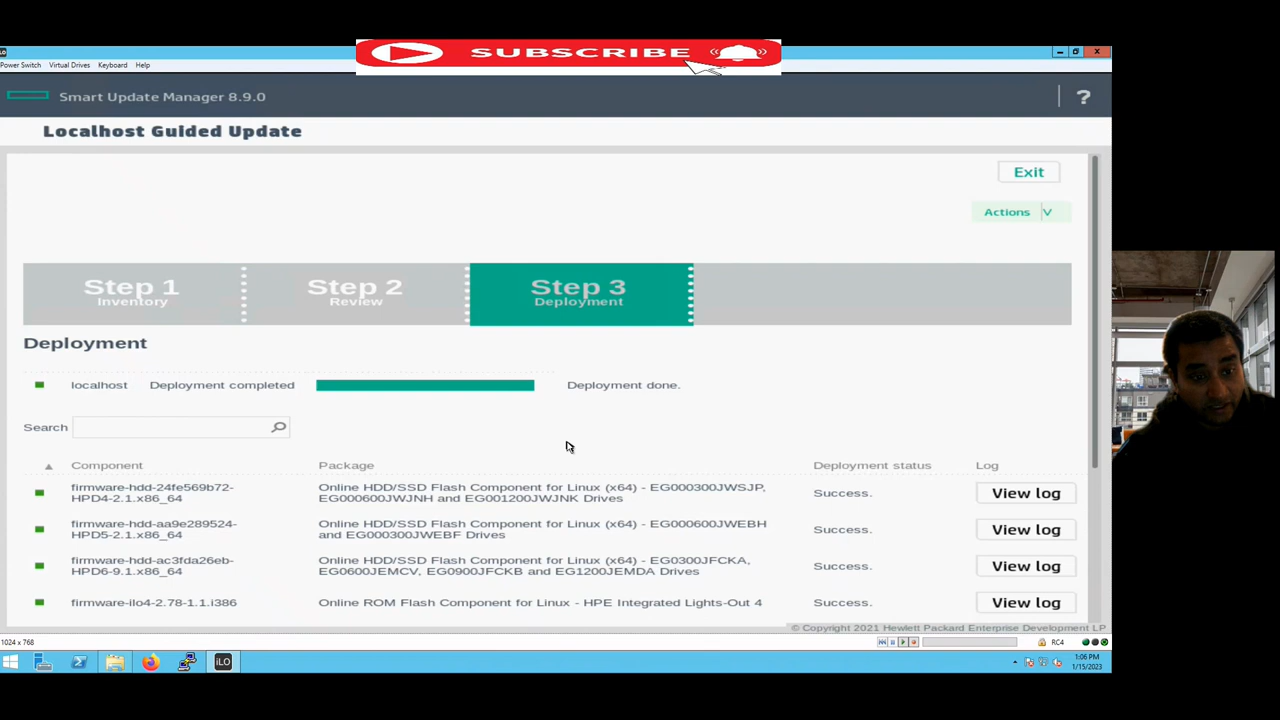 SUBSCRIBE
iLO
Power Switch Virtual Drives Keyboard Help
Smart Update Manager 8.9.0
?
Localhost Guided Update
Exit
Actions
Step 1
Inventory
Step 2
Review
Step 3
Deployment
Deployment
localhost Deployment completed Deployment done.
Search
Component Package Deployment status Log
firmware-hdd-24fe569b72-
HPD4-2.1.x86_64
Online HDD/SSD Flash Component for Linux (x64) - EG000300JWSJP,
EG000600JWJNH and EG001200JWJNK Drives
Success. View log
firmware-hdd-aa9e289524-
HPD5-2.1.x86_64
Online HDD/SSD Flash Component for Linux (x64) - EG000600JWEBH
and EG000300JWEBF Drives
Success. View log
firmware-hdd-ac3fda26eb-
HPD6-9.1.x86_64
Online HDD/SSD Flash Component for Linux (x64) - EG0300JFCKA,
EG0600JEMCV, EG0900JFCKB and EG1200JEMDA Drives
Success. View log
firmware-ilo4-2.78-1.1.i386 Online ROM Flash Component for Linux - HPE Integrated Lights-Out 4 Success. View log
© Copyright 2021 Hewlett Packard Enterprise Development LP
1024 x 768
RC4
iLO
1:06 PM
1/15/2023